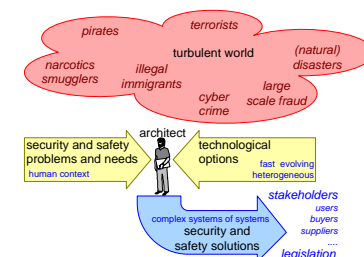 pirates
terrorists
turbulent world
(natural)
disasters
narcotics
smugglers
illegal
immigrants
cyber
crime
large
scale fraud
architect
security and safety
problems and needs
human context
technological
options
fast evolving
heterogeneous
complex systems of systems
security and
safety solutions
stakeholders
users
buyers
suppliers
....
legislation